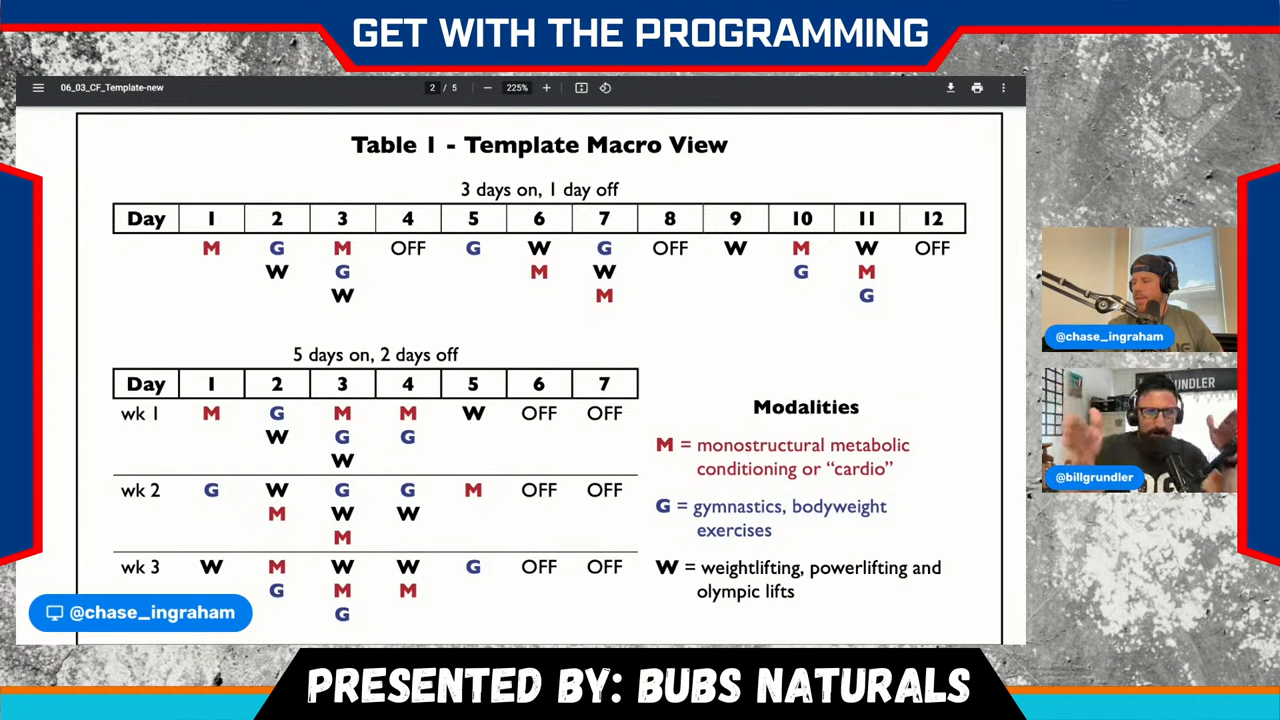 GET WITH THE PROGRAMMING
06_03_CF_Template-new
2 / 5
225%
Table 1 - Template Macro View
3 days on, 1 day off
Day 1 2 3 4 5 6 7 8 9 10 11 12
M G M OFF G W G OFF W M W OFF
W G M W G M
W M G
5 days on, 2 days off
Day 1 2 3 4 5 6 7
wk 1 M G M M W OFF OFF
W G G
W
wk 2 G W G G M OFF OFF
M W W
M
wk 3 W M W W G OFF OFF
G M M
G
Modalities
M = monostructural metabolic
conditioning or “cardio”
G = gymnastics, bodyweight
exercises
W = weightlifting, powerlifting and
olympic lifts
@chase_ingraham
@chase_ingraham
UNDLER
@billgrundler
PRESENTED BY: BUBS NATURALS